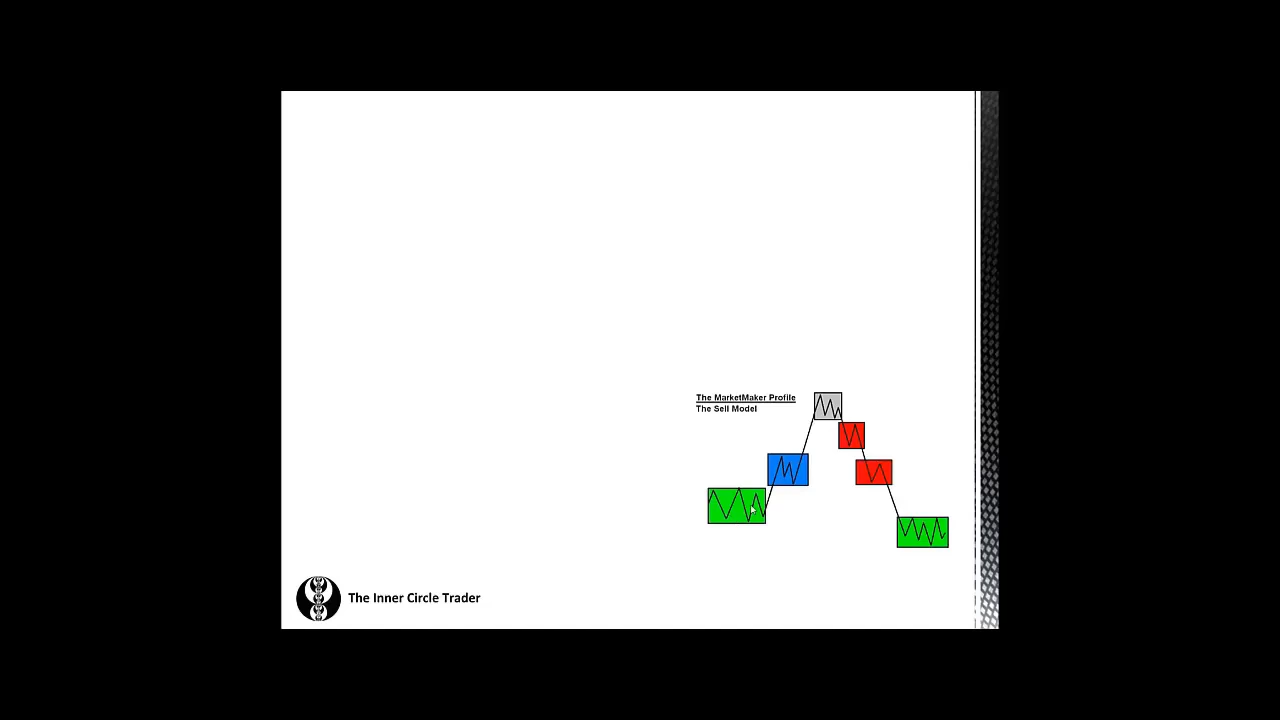 The MarketMaker Profile
The Sell Model
The Inner Circle Trader